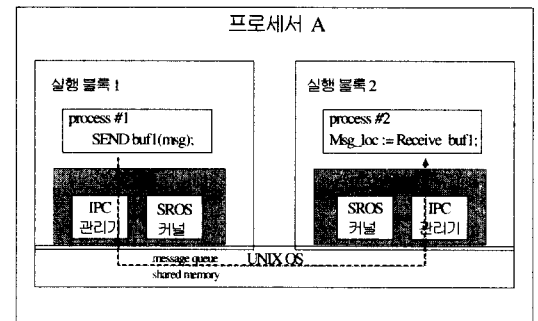 프로세서 A
실행 블록 1
process #1
SEND buf1(msg);
IPC
관리기
SROS
커널
실행 블록 2
process #2
Msg_loc := Receive buf1;
SROS
커널
IPC
관리기
message queue
shared memory
UNIX OS